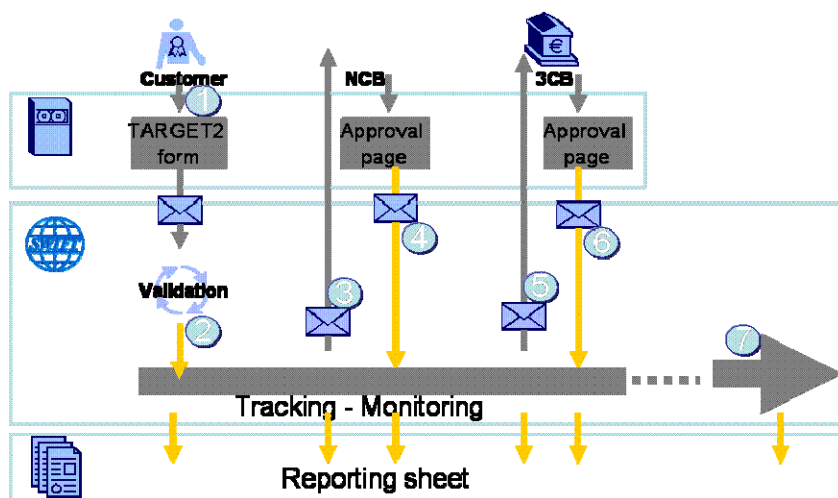 Customer
NCB
3CB
1
TARGET2
form
Approval
page
Approval
page
SWIFT
4
6
Validation
3
5
2
7
Tracking - Monitoring
Reporting sheet